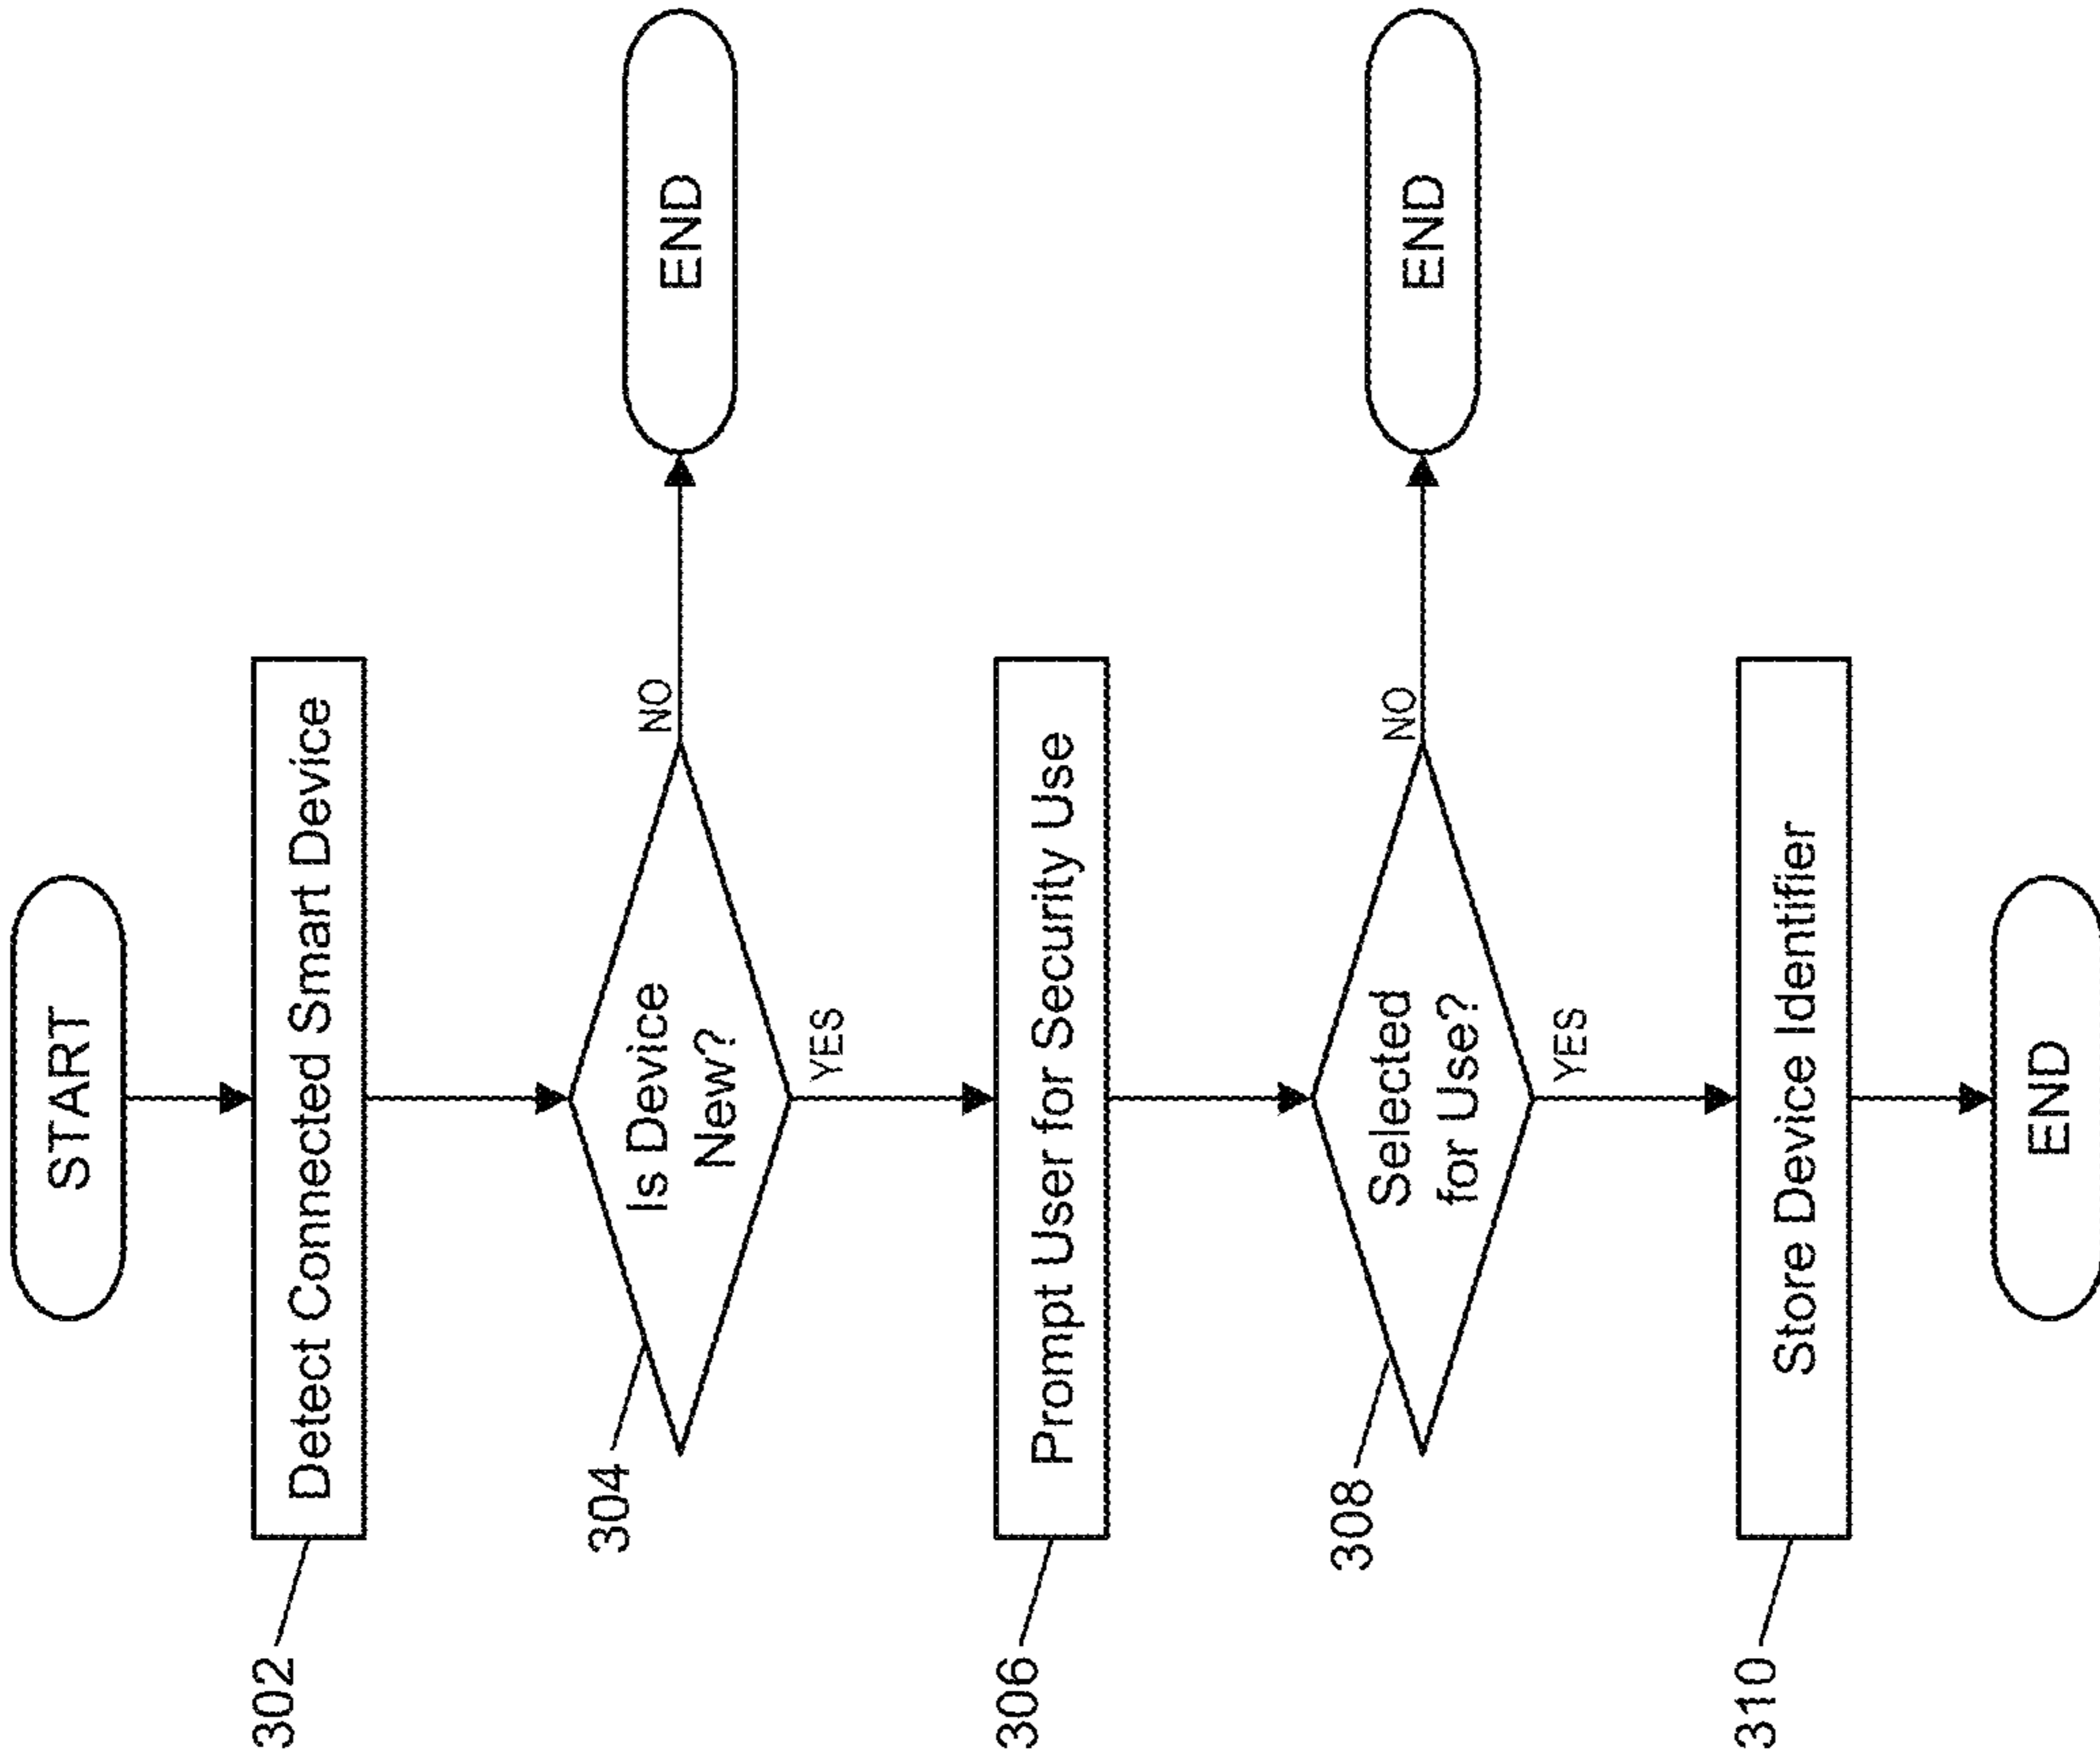 START
302
Detect Connected Smart Device
304
Is Device
New?
NO
END
YES
306
Prompt User for Security Use
308
Selected
for Use?
NO
END
YES
310
Store Device Identifier
END